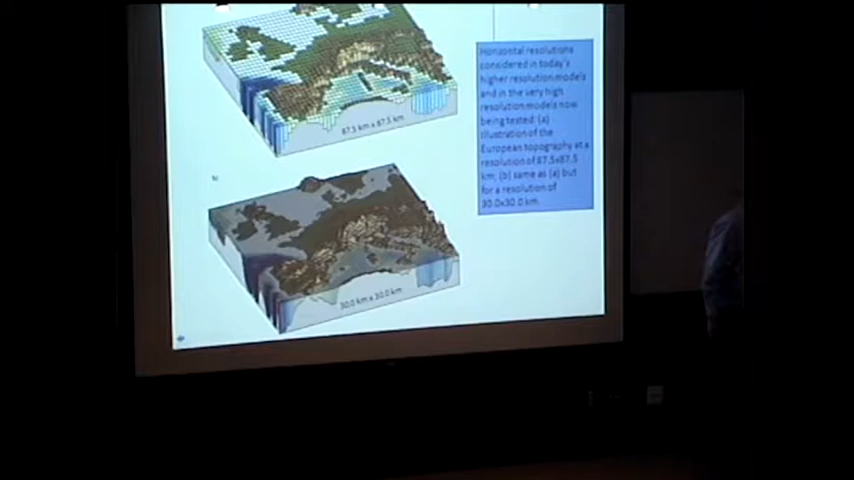 87.5 km x 87.5 km
Horizontal resolutions
considered in today's
higher resolution models
and in the very high
resolution models now
being tested: (a)
Illustration of the
European topography at a
resolution of 87.5x87.5
km; (b) same as (a) but
for a resolution of
30.0x30.0 km.
b)
30.0 km x 30.0 km